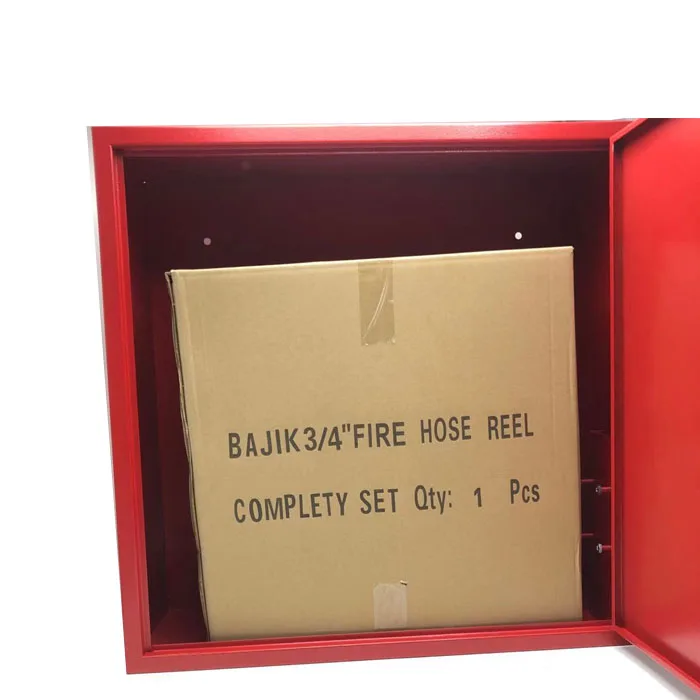 BAJIK3/4"FIRE HOSE REEL
COMPLETY SET Qty: 1 Pcs